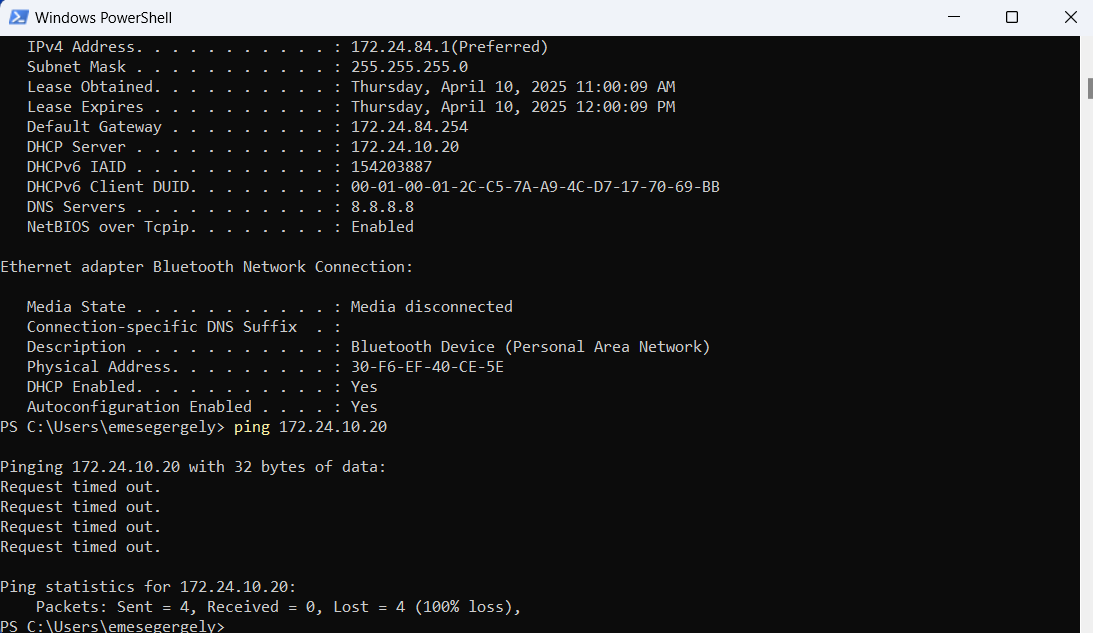 Windows PowerShell
IPv4 Address. . . . . . . . . . . : 172.24.84.1(Preferred)
Subnet Mask . . . . . . . . . . . : 255.255.255.0
Lease Obtained. . . . . . . . . . : Thursday, April 10, 2025 11:00:09 AM
Lease Expires . . . . . . . . . . : Thursday, April 10, 2025 12:00:09 PM
Default Gateway . . . . . . . . . : 172.24.84.254
DHCP Server . . . . . . . . . . . : 172.24.10.20
DHCPv6 IAID . . . . . . . . . . . : 154203887
DHCPv6 Client DUID. . . . . . . . : 00-01-00-01-2C-C5-7A-A9-4C-D7-17-70-69-BB
DNS Servers . . . . . . . . . . . : 8.8.8.8
NetBIOS over Tcpip. . . . . . . . : Enabled
Ethernet adapter Bluetooth Network Connection:
Media State . . . . . . . . . . . : Media disconnected
Connection-specific DNS Suffix  . :
Description . . . . . . . . . . . : Bluetooth Device (Personal Area Network)
Physical Address. . . . . . . . . : 30-F6-EF-40-CE-5E
DHCP Enabled. . . . . . . . . . . : Yes
Autoconfiguration Enabled . . . . : Yes
PS C:\Users\emesegergely> ping 172.24.10.20
Pinging 172.24.10.20 with 32 bytes of data:
Request timed out.
Request timed out.
Request timed out.
Request timed out.
Ping statistics for 172.24.10.20:
Packets: Sent = 4, Received = 0, Lost = 4 (100% loss),
PS C:\Users\emesegergely>